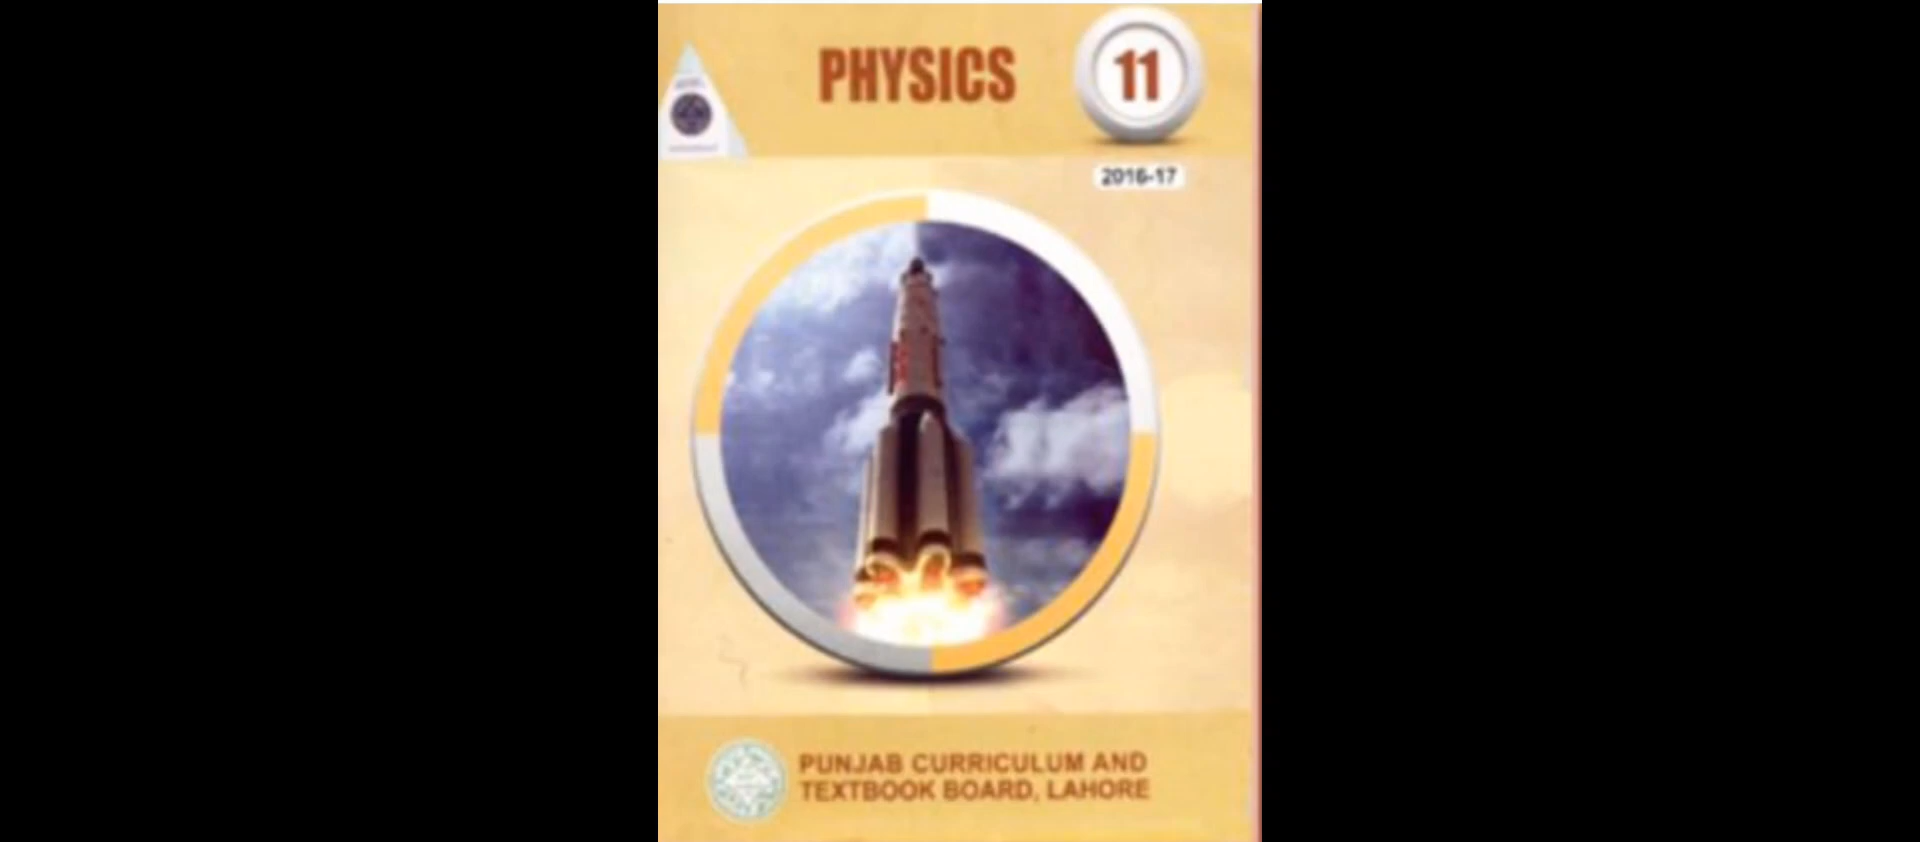 PHYSICS
11
2016-17
PUNJAB CURRICULUM AND
TEXTBOOK BOARD, LAHORE